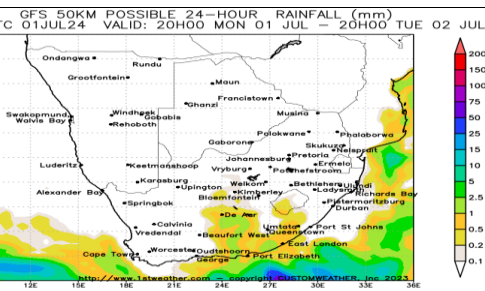 GFS 50KM POSSIBLE 24-HOUR RAINFALL (mm)
TC 01JUL24 VALID: 20H00 MON 01 JUL - 20H00 TUE 02 JUL
Ondangwa
Rundu
Grootfontein
Maun
Ghanzi
Francistown
Swakopmund
Windhoek
Gobabis
Musina
Walvis Bay
Rehoboth
Polokwane
Phalaborwa
Gaborone
Skukuza
Nelspruit
Pretoria
Johannesburg
Luderitz
Keetmanshoop
Vryburg
Potchefstroom
Ermelo
Karasburg
Upington
Welkom
Bethlehem
Ulundi
Alexander Bay
Kimberley
Ladysmith
Richards Bay
Springbok
Bloemfontein
Pietermaritzburg
Durban
De Aar
Calvinia
Umtata
Port St Johns
Vredendal
Beaufort West
Queenstown
East London
Worcester
Oudtshoorn
Cape Town
George
Port Elizabeth
http://www.1stweather.com - copyright CUSTOMWEATHER, Inc 2023
12E 15E 18E 21E 24E 27E 30E 33E 36E
200
150
100
75
50
25
15
10
5
2.5
1
0.5
0.2
0.1